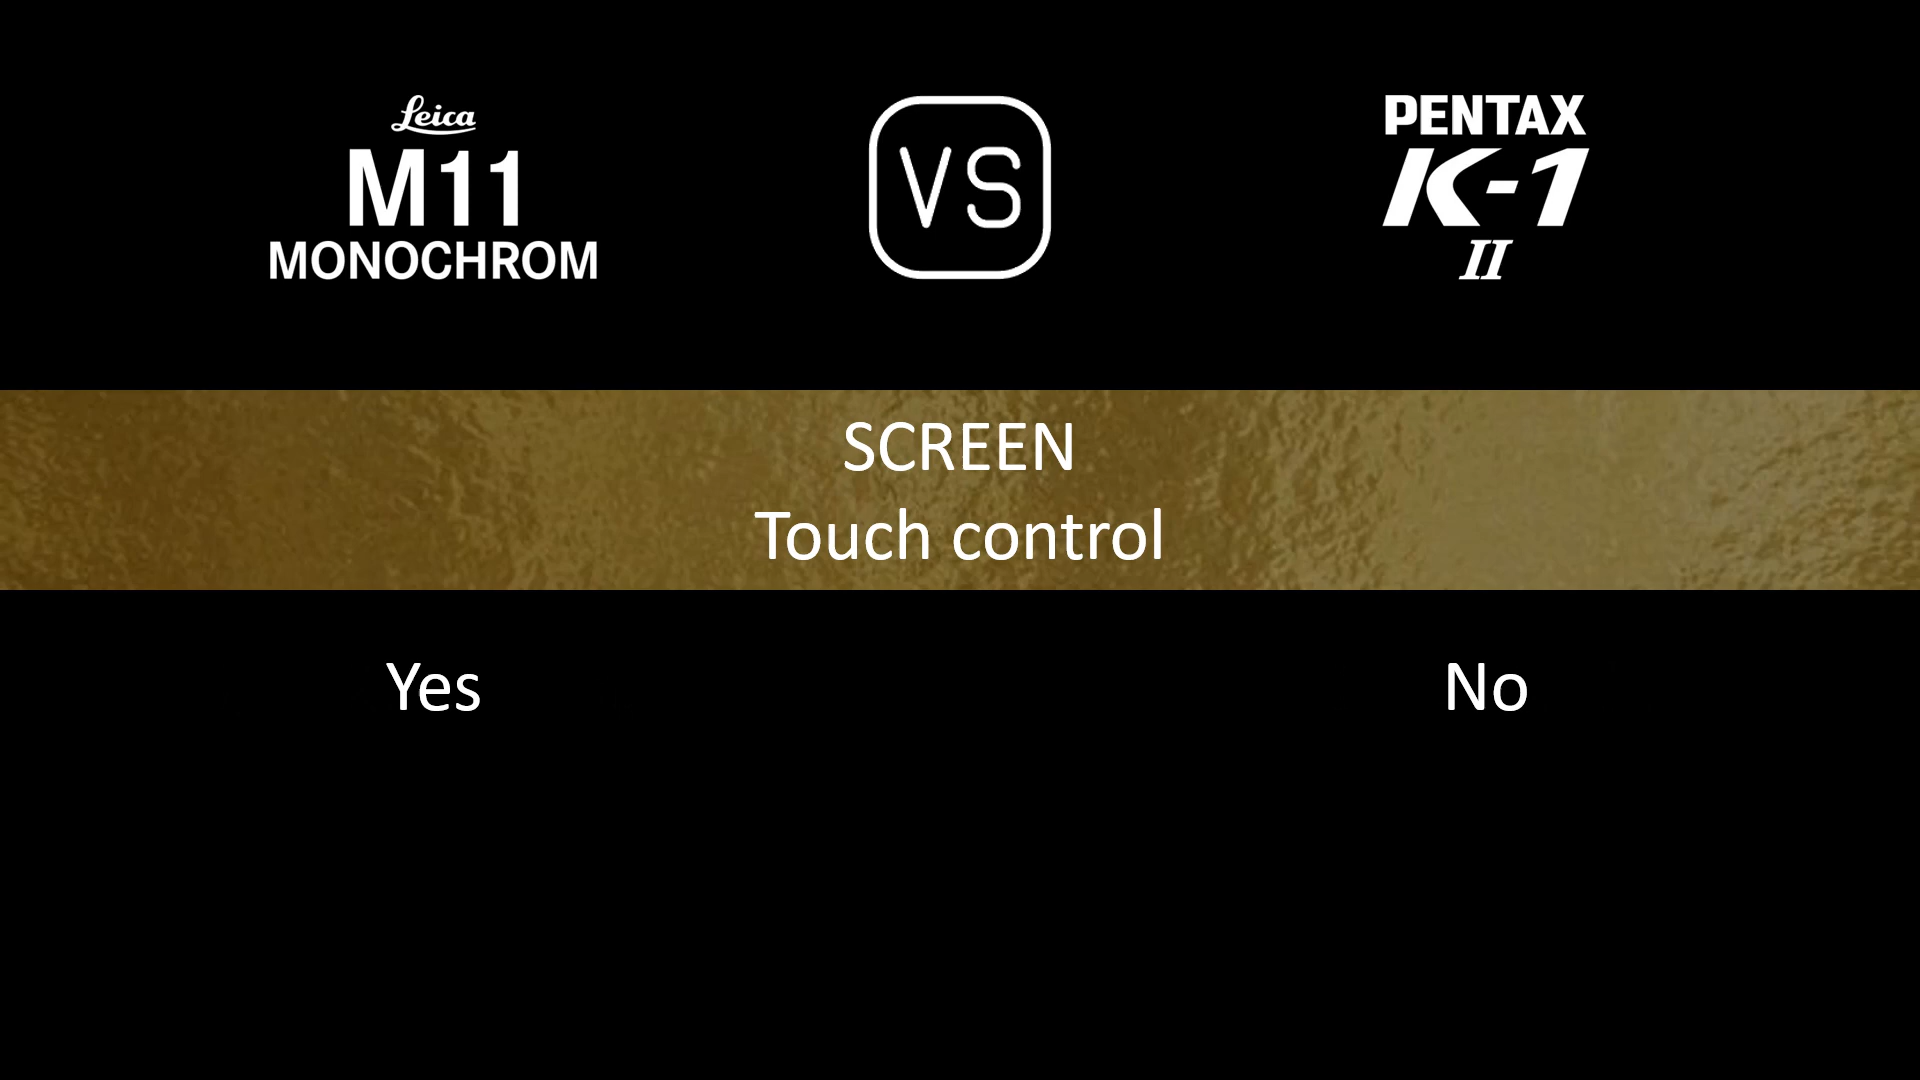 Leica
M11
MONOCHROM
VS
PENTAX
K-1
II
SCREEN
Touch control
Yes
No